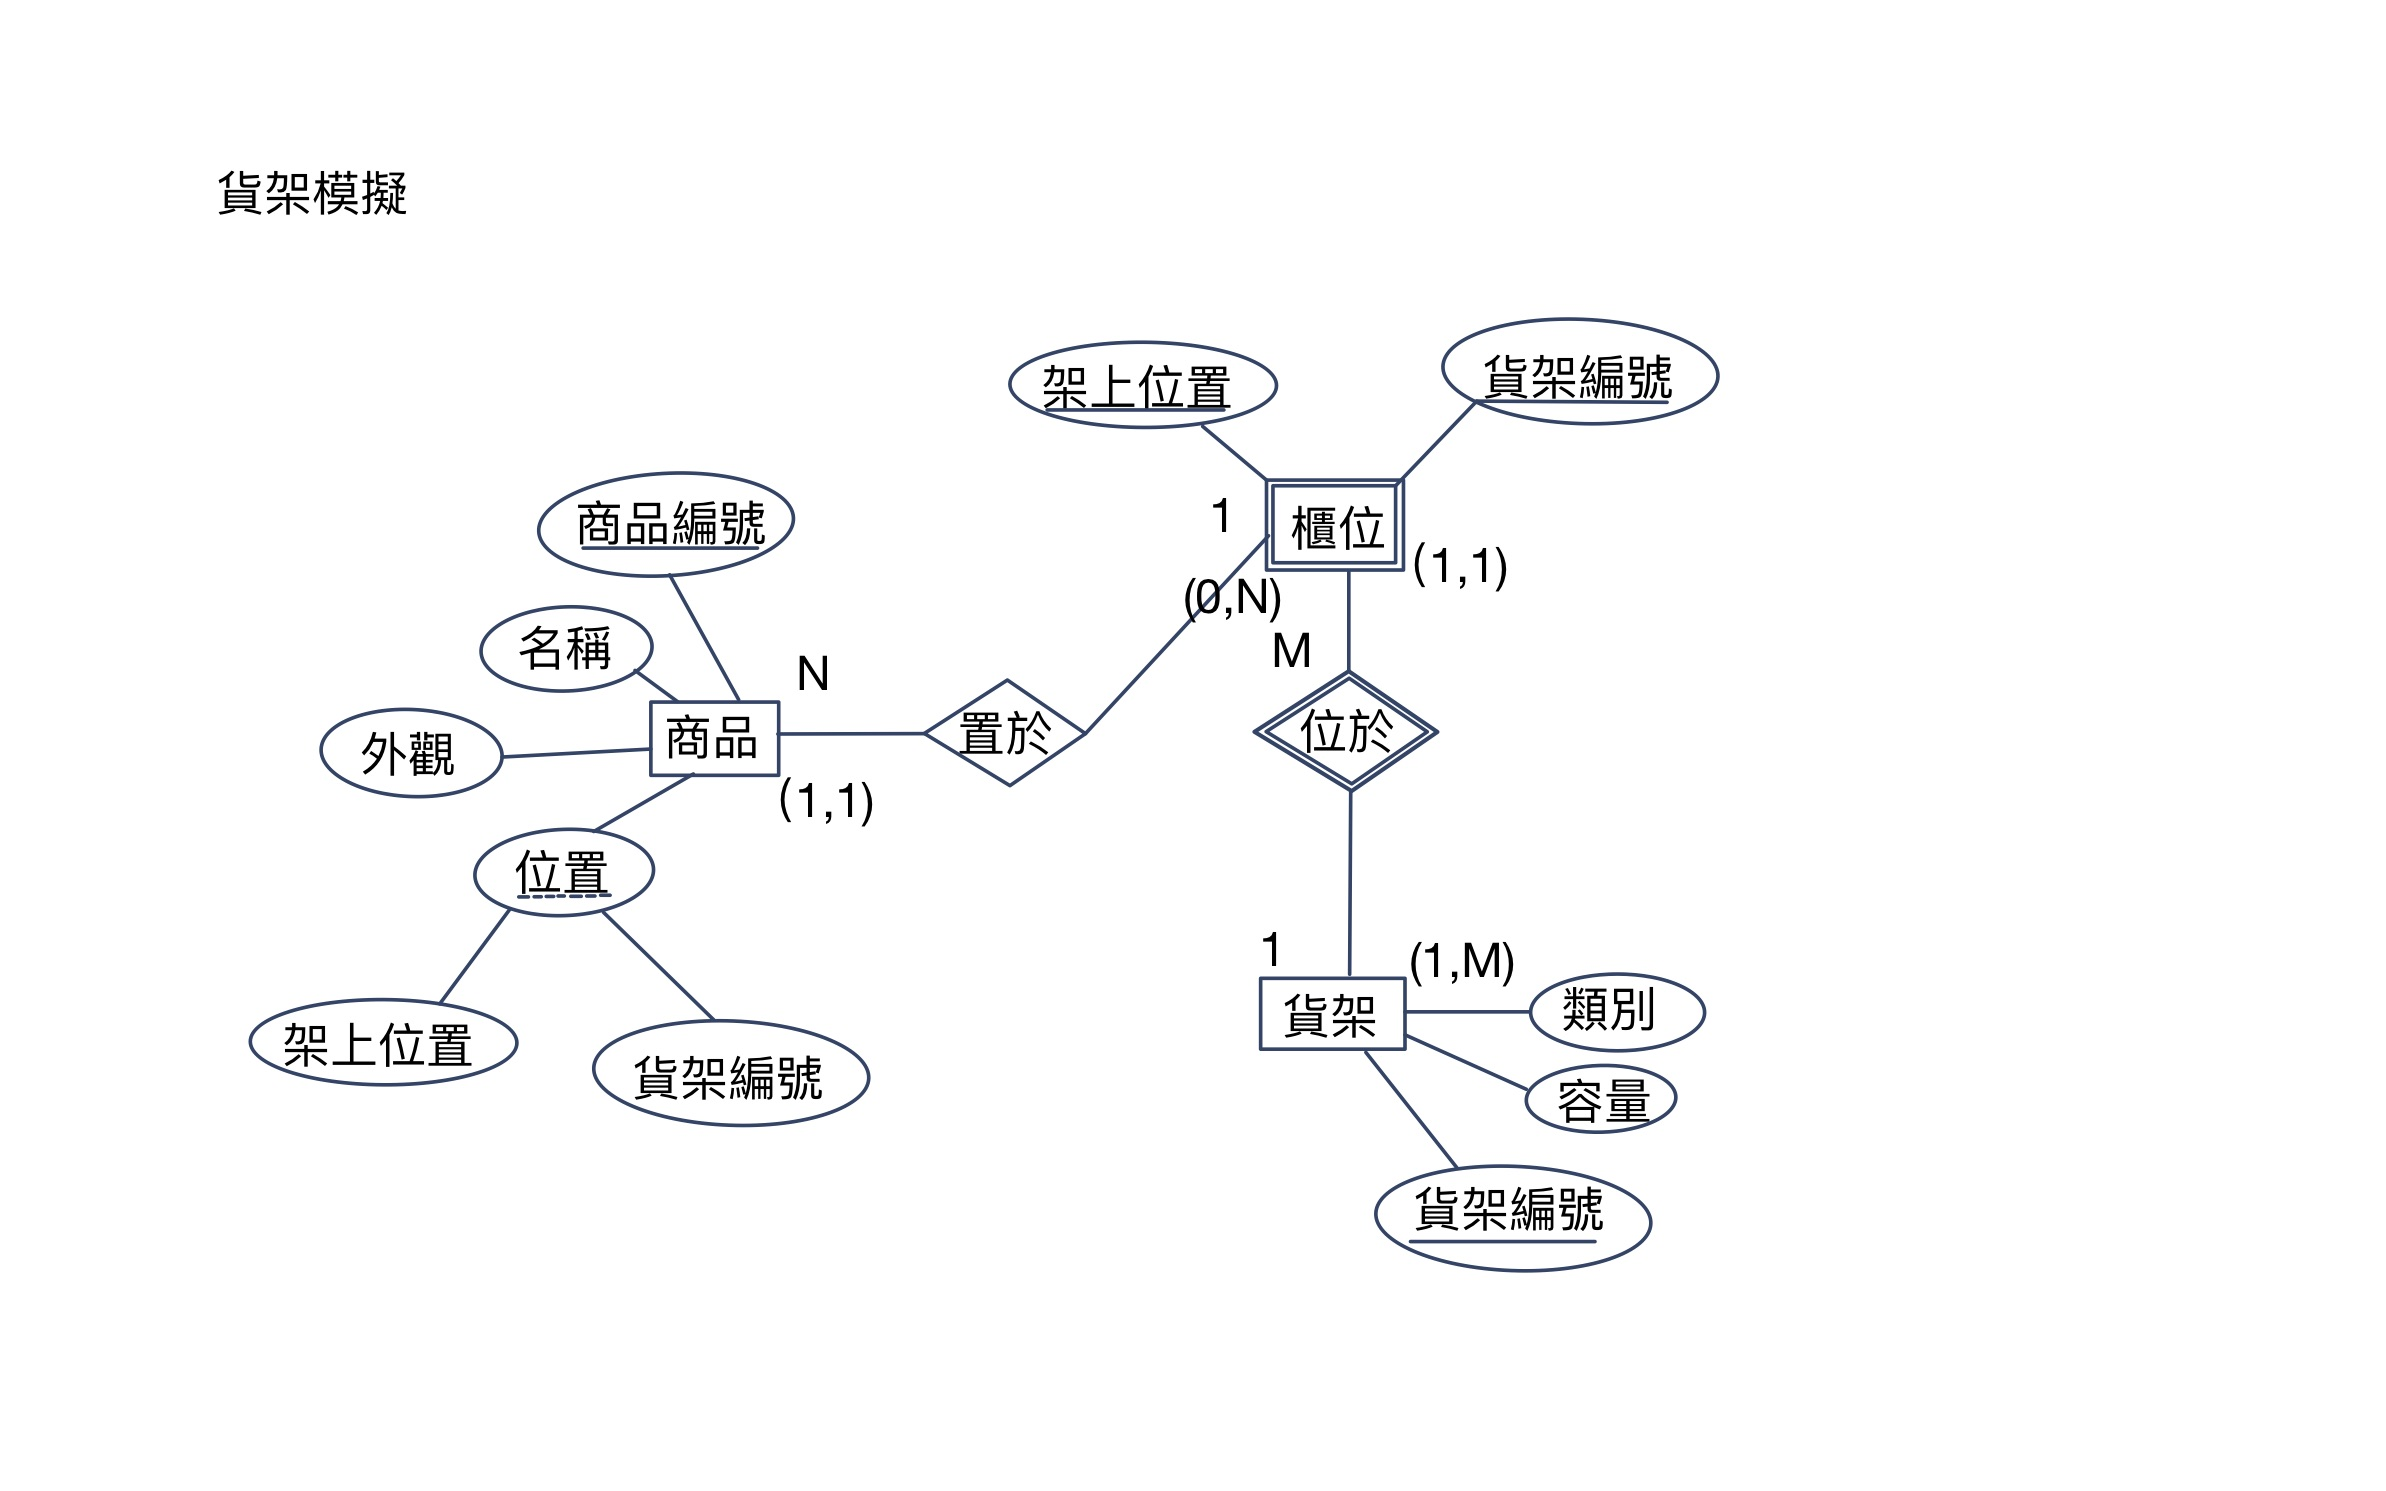 貨架模擬
架上位置
貨架編號
商品編號
1
櫃位
(1,1)
(0,N)
名稱
M
N
外觀
商品
置於
位於
(1,1)
位置
1
(1,M)
架上位置
貨架編號
貨架
類別
容量
貨架編號